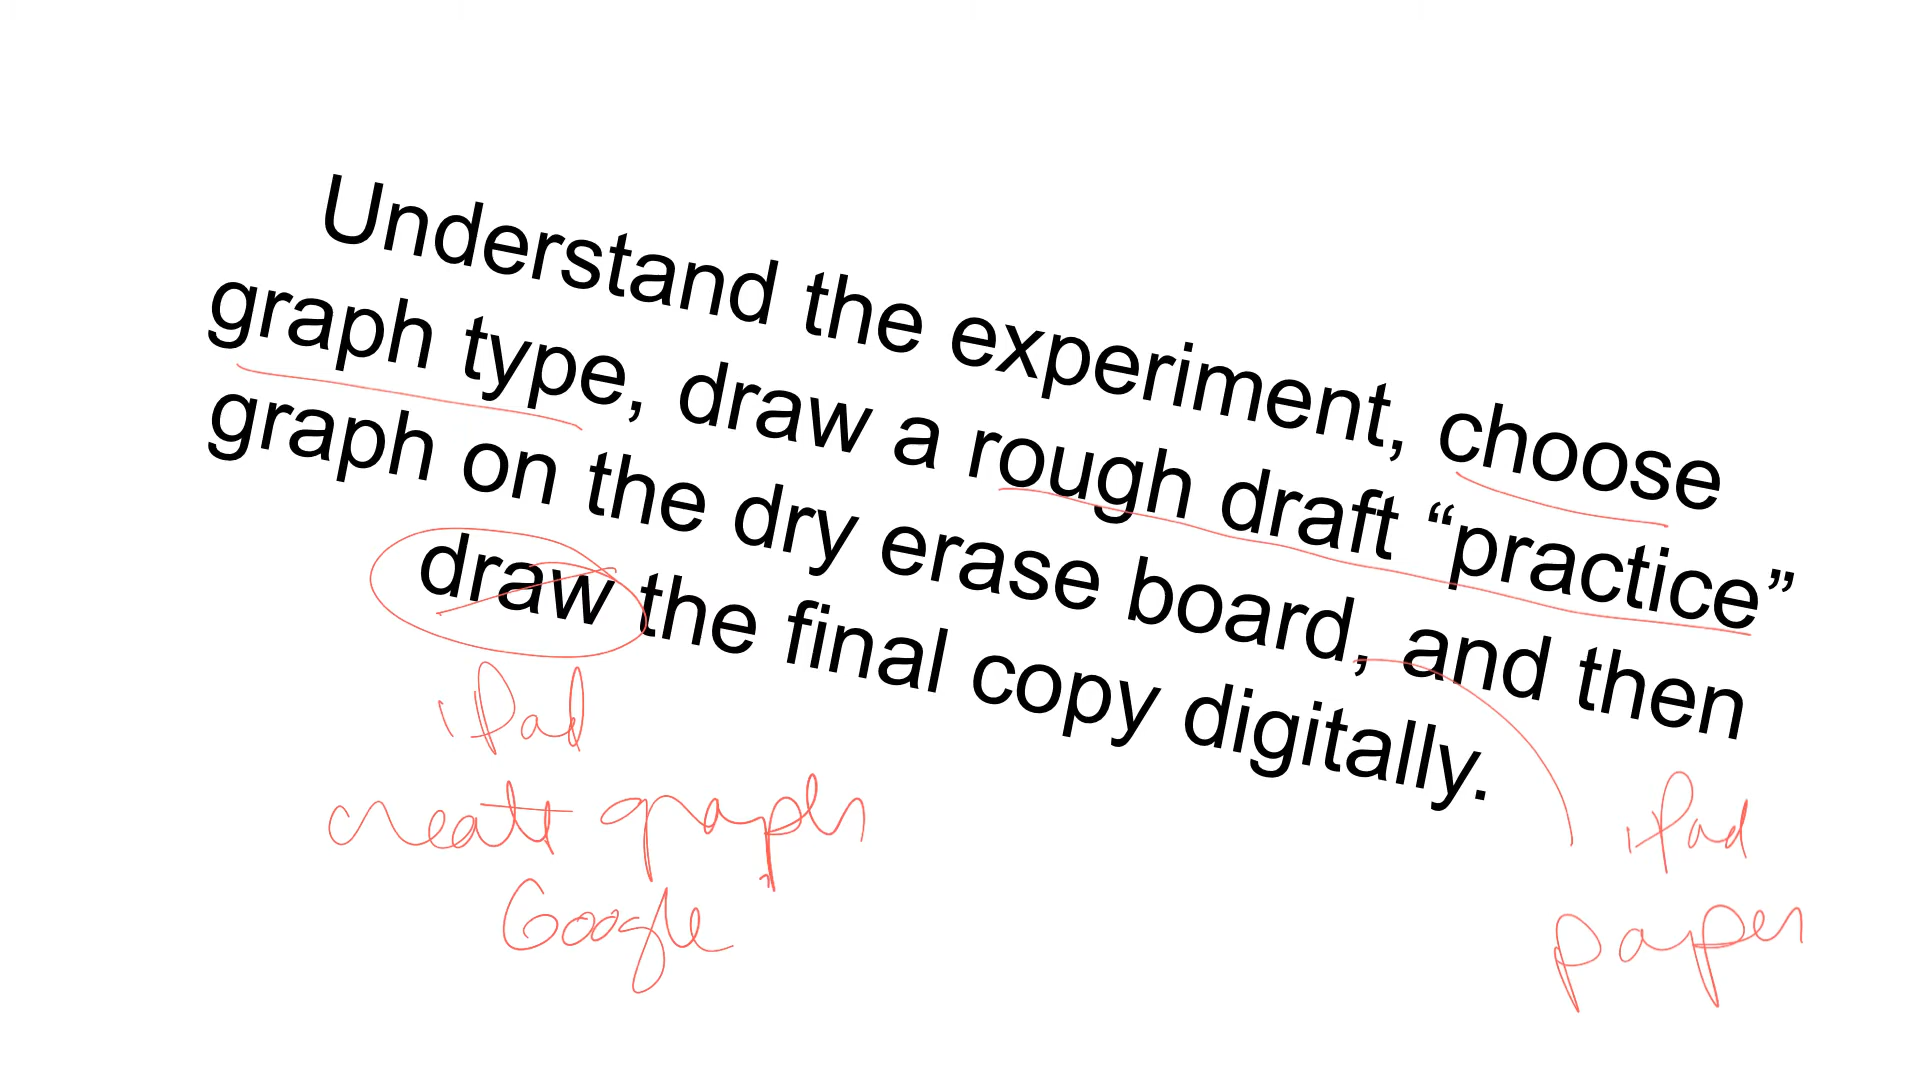 Understand the experiment, choose
graph type, draw a rough draft “practice”
graph on the dry erase board, and then
draw the final copy digitally.
iPad
create graph
Google
iPad
paper